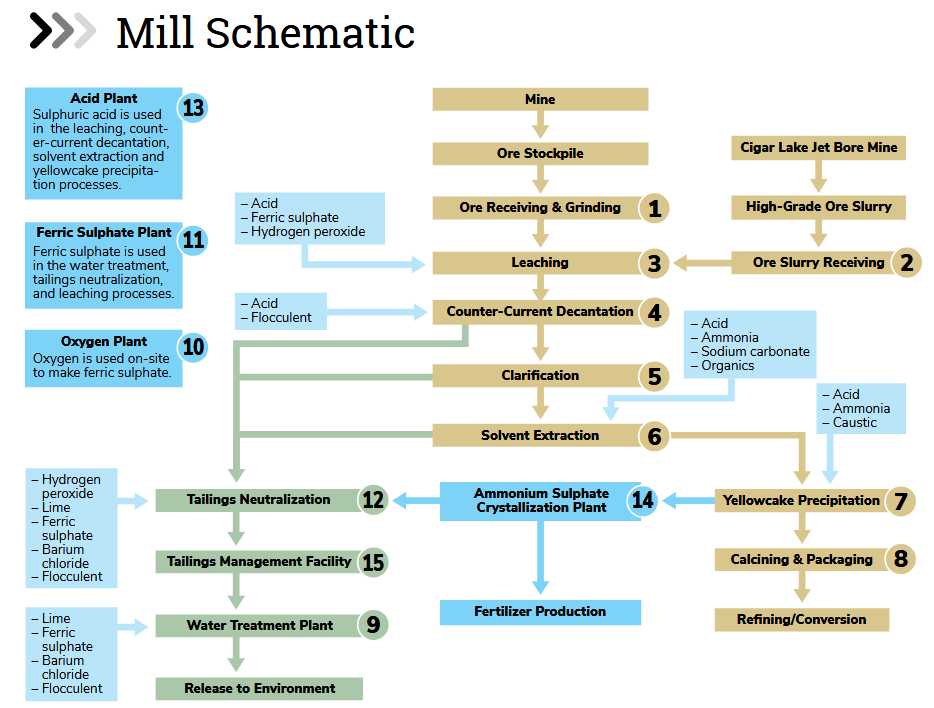 Mill Schematic
Acid Plant
13
Sulphuric acid is used
in the leaching, count-
er-current decantation,
solvent extraction and
yellowcake precipita-
tion processes.
Ferric Sulphate Plant
11
Ferric sulphate is used
in the water treatment,
tailings neutralization,
and leaching processes.
Oxygen Plant
10
Oxygen is used on-site
to make ferric sulphate.
Mine
Ore Stockpile
Ore Receiving & Grinding
1
Cigar Lake Jet Bore Mine
High-Grade Ore Slurry
Ore Slurry Receiving
2
– Acid
– Ferric sulphate
– Hydrogen peroxide
Leaching
3
– Acid
– Flocculent
Counter-Current Decantation
4
Clarification
5
– Acid
– Ammonia
– Sodium carbonate
– Organics
Solvent Extraction
6
– Acid
– Ammonia
– Caustic
Yellowcake Precipitation
7
Calcining & Packaging
8
Refining/Conversion
Ammonium Sulphate
Crystallization Plant
14
Fertilizer Production
– Hydrogen
peroxide
– Lime
– Ferric
sulphate
– Barium
chloride
– Flocculent
Tailings Neutralization
12
Tailings Management Facility
15
– Lime
– Ferric
sulphate
– Barium
chloride
– Flocculent
Water Treatment Plant
9
Release to Environment